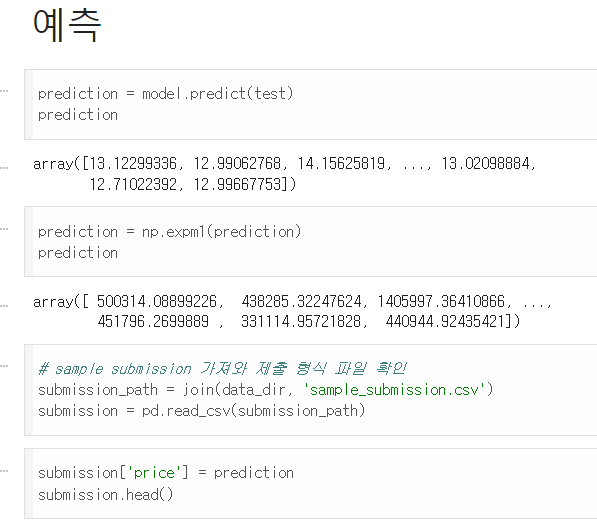 예측
prediction = model.predict(test)
prediction
array([13.12299336, 12.99062768, 14.15625819, ..., 13.02098884,
12.71022392, 12.99667753])
prediction = np.expm1(prediction)
prediction
array([ 500314.08899226,  438285.32247624, 1405997.36410866, ...,
451796.2699889 ,  331114.95721828,  440944.92435421])
# sample submission 가져와 제출 형식 파일 확인
submission_path = join(data_dir, 'sample_submission.csv')
submission = pd.read_csv(submission_path)
submission['price'] = prediction
submission.head()